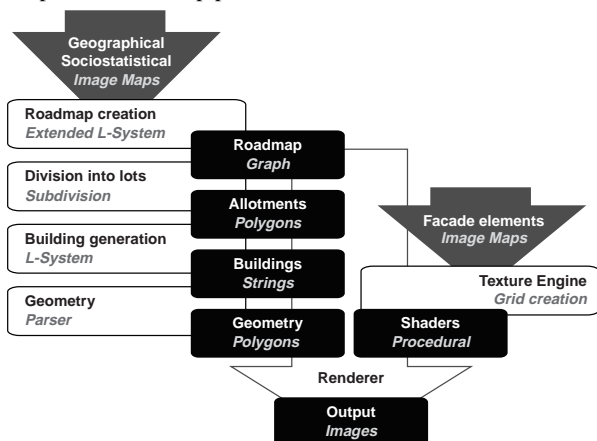 Geographical
Sociostatistical
Image Maps
Roadmap creation
Extended L-System
Roadmap
Graph
Division into lots
Subdivision
Allotments
Polygons
Building generation
L-System
Buildings
Strings
Geometry
Parser
Geometry
Polygons
Facade elements
Image Maps
Texture Engine
Grid creation
Shaders
Procedural
Renderer
Output
Images